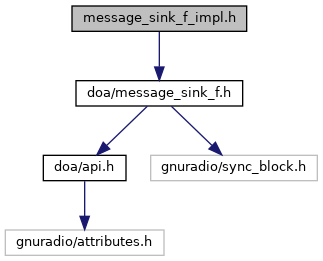 message_sink_f_impl.h
doa/message_sink_f.h
doa/api.h
gnuradio/sync_block.h
gnuradio/attributes.h